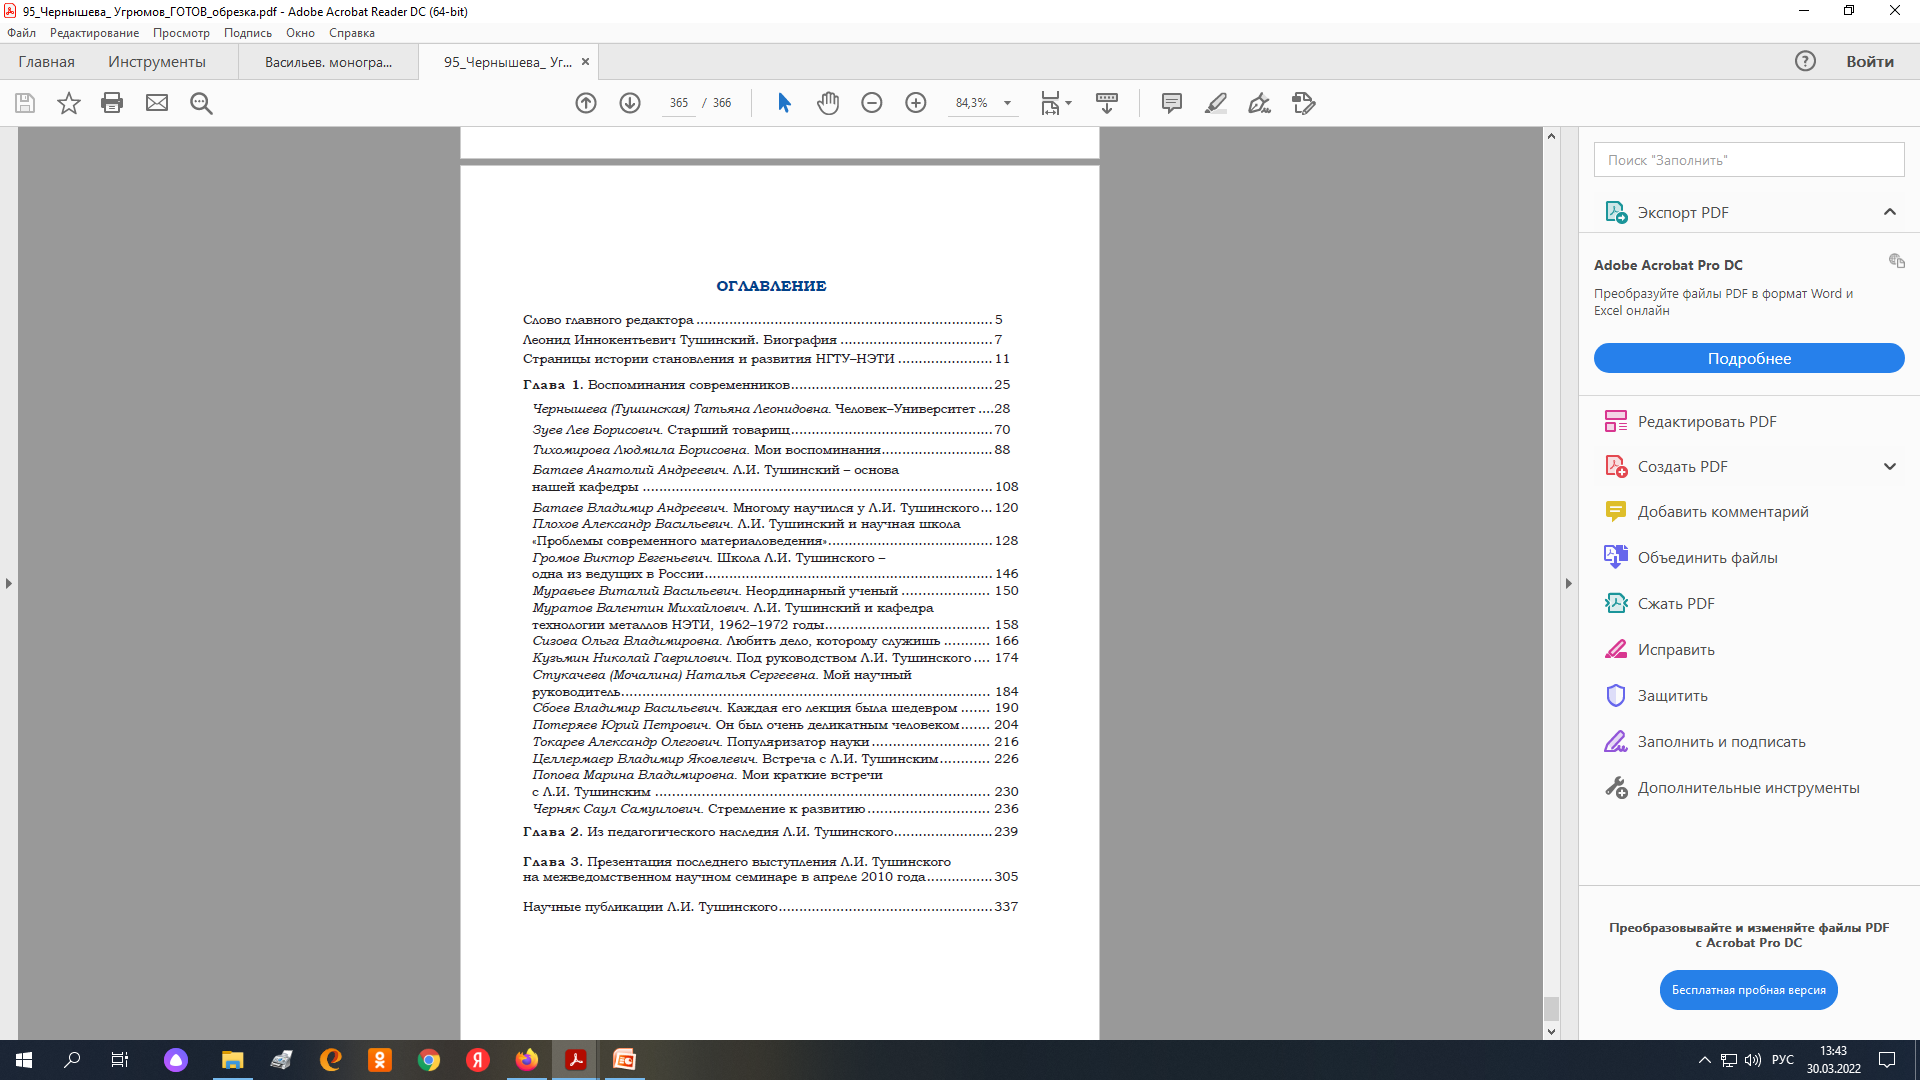 95_Чернышева_ Угрюмов_ГОТОВ_обрезка.pdf - Adobe Acrobat Reader DC (64-bit)
Файл Редактирование Просмотр Подпись Окно Справка
Главная Инструменты Васильев. моногра... 95_Чернышева_ Уг... Войти
365 / 366 84,3%
ОГЛАВЛЕНИЕ
Слово главного редактора ........ 5
Леонид Иннокентьевич Тушинский. Биография ........ 7
Страницы истории становления и развития НГТУ–НЭТИ ........ 11
Глава 1. Воспоминания современников ........ 25
Чернышева (Тушинская) Татьяна Леонидовна. Человек–Университет ....28
Зуев Лев Борисович. Старший товарищ ........ 70
Тихомирова Людмила Борисовна. Мои воспоминания ........ 88
Батаев Анатолий Андреевич. Л.И. Тушинский – основа
нашей кафедры ........ 108
Батаев Владимир Андреевич. Многому научился у Л.И. Тушинского... 120
Плохов Александр Васильевич. Л.И. Тушинский и научная школа
«Проблемы современного материаловедения» ........ 128
Громов Виктор Евгеньевич. Школа Л.И. Тушинского –
одна из ведущих в России ........ 146
Муравьев Виталий Васильевич. Неординарный ученый ........ 150
Муратов Валентин Михайлович. Л.И. Тушинский и кафедра
технологии металлов НЭТИ, 1962–1972 годы ........ 158
Сизова Ольга Владимировна. Любить дело, которому служишь ........ 166
Кузьмин Николай Гаврилович. Под руководством Л.И. Тушинского .... 174
Стукачева (Мочалина) Наталья Сергеевна. Мой научный
руководитель ........ 184
Сбоев Владимир Васильевич. Каждая его лекция была шедевром ....... 190
Потеряев Юрий Петрович. Он был очень деликатным человеком ....... 204
Токарев Александр Олегович. Популяризатор науки ........ 216
Целлермаер Владимир Яковлевич. Встреча с Л.И. Тушинским ........ 226
Попова Марина Владимировна. Мои краткие встречи
с Л.И. Тушинским ........ 230
Черняк Саул Самуилович. Стремление к развитию ........ 236
Глава 2. Из педагогического наследия Л.И. Тушинского ........ 239
Глава 3. Презентация последнего выступления Л.И. Тушинского
на межведомственном научном семинаре в апреле 2010 года ........ 305
Научные публикации Л.И. Тушинского ........ 337
Поиск "Заполнить"
Экспорт PDF
Adobe Acrobat Pro DC
Преобразуйте файлы PDF в формат Word и
Excel онлайн
Подробнее
Редактировать PDF
Создать PDF
Добавить комментарий
Объединить файлы
Сжать PDF
Исправить
Защитить
Заполнить и подписать
Дополнительные инструменты
Преобразовывайте и изменяйте файлы PDF
с Acrobat Pro DC
Бесплатная пробная версия
РУС
13:43
30.03.2022